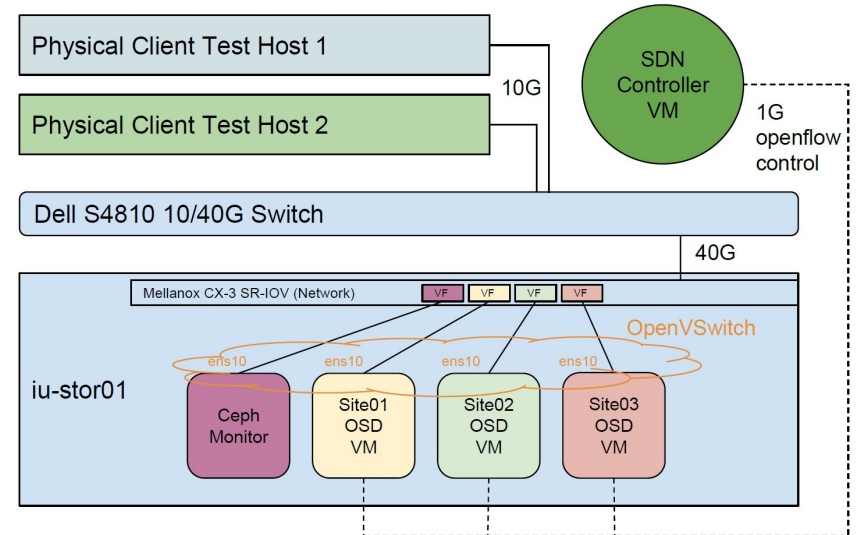 Physical Client Test Host 1
Physical Client Test Host 2
10G
SDN
Controller
VM
1G
openflow
control
Dell S4810 10/40G Switch
40G
Mellanox CX-3 SR-IOV (Network)
VF
VF
VF
VF
OpenVSwitch
ens10
ens10
ens10
ens10
iu-stor01
Ceph
Monitor
Site01
OSD
VM
Site02
OSD
VM
Site03
OSD
VM